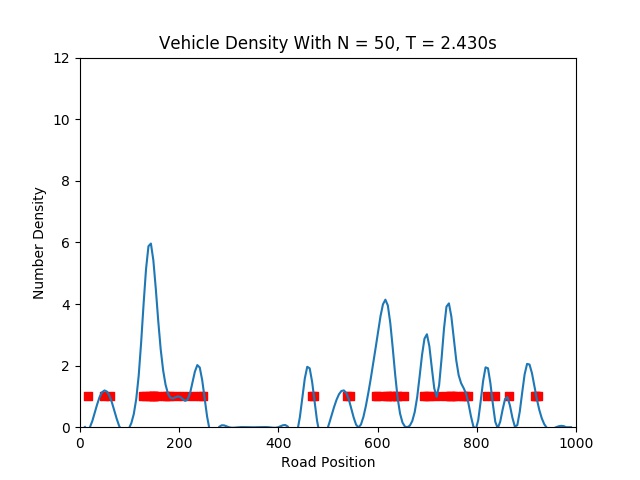 Vehicle Density With N = 50, T = 2.430s
12
10
8
6
4
2
0
Number Density
0 200 400 600 800 1000
Road Position